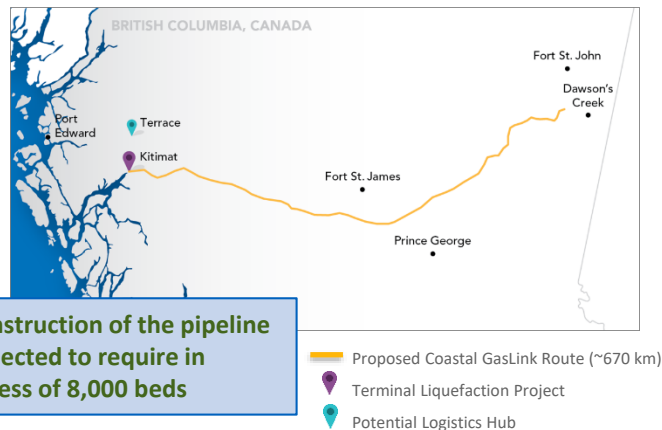 BRITISH COLUMBIA, CANADA
Fort St. John
Dawson's
Creek
Port
Edward
Terrace
Kitimat
Fort St. James
Prince George
nstruction of the pipeline
ected to require in
ess of 8,000 beds
Proposed Coastal GasLink Route (~670 km)
Terminal Liquefaction Project
Potential Logistics Hub